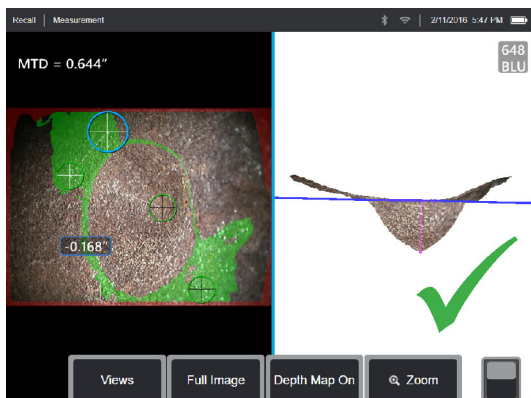 Recall | Measurement
2/11/2016 5:47 PM
MTD = 0.644"
648
BLU
-0.168"
Views
Full Image
Depth Map On
Zoom